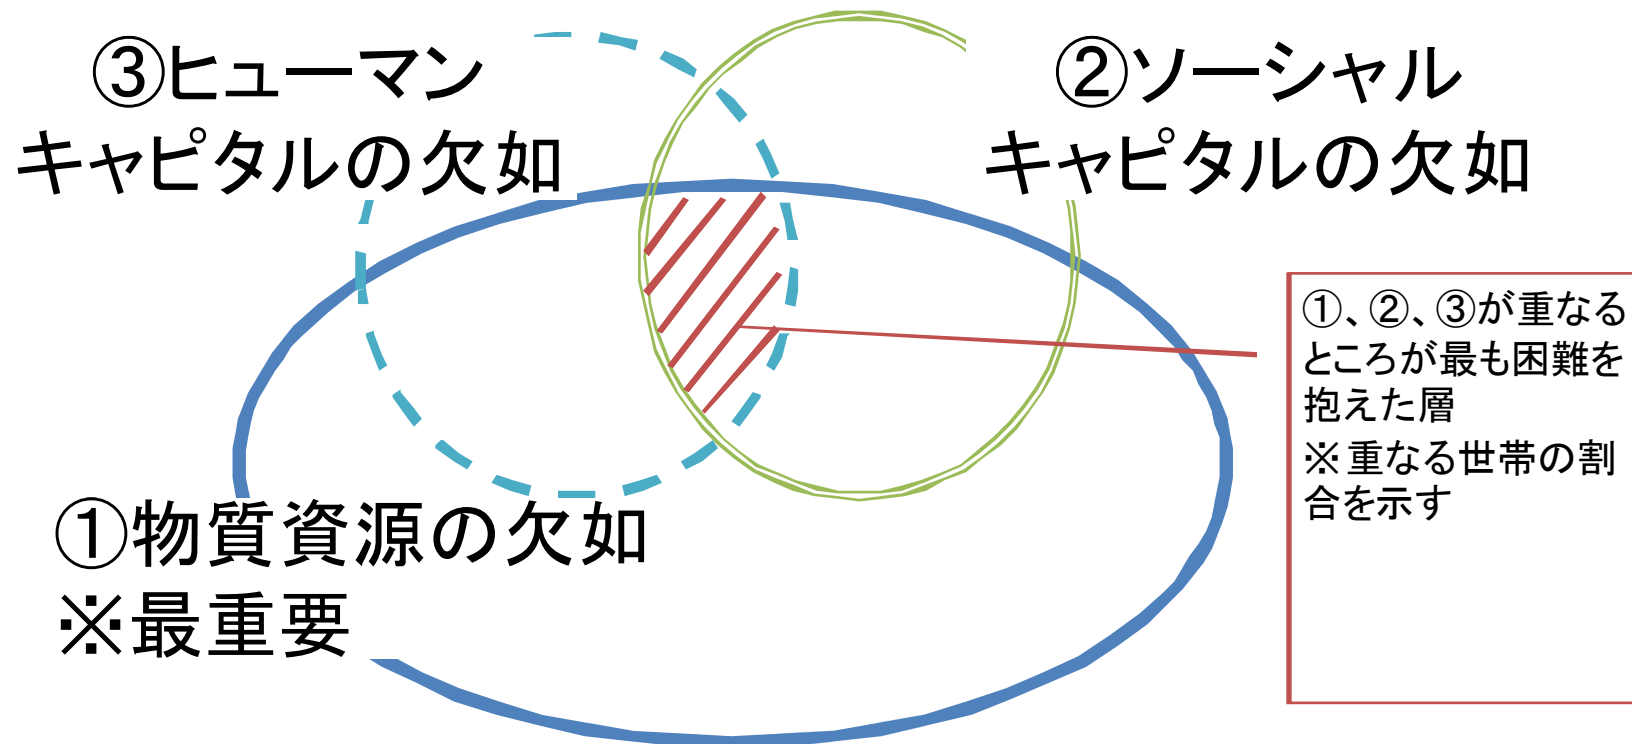 ③ヒューマン
キャピタルの欠如
②ソーシャル
キャピタルの欠如
①物質資源の欠如
※最重要
①、②、③が重なる
ところが最も困難を
抱えた層
※重なる世帯の割
合を示す